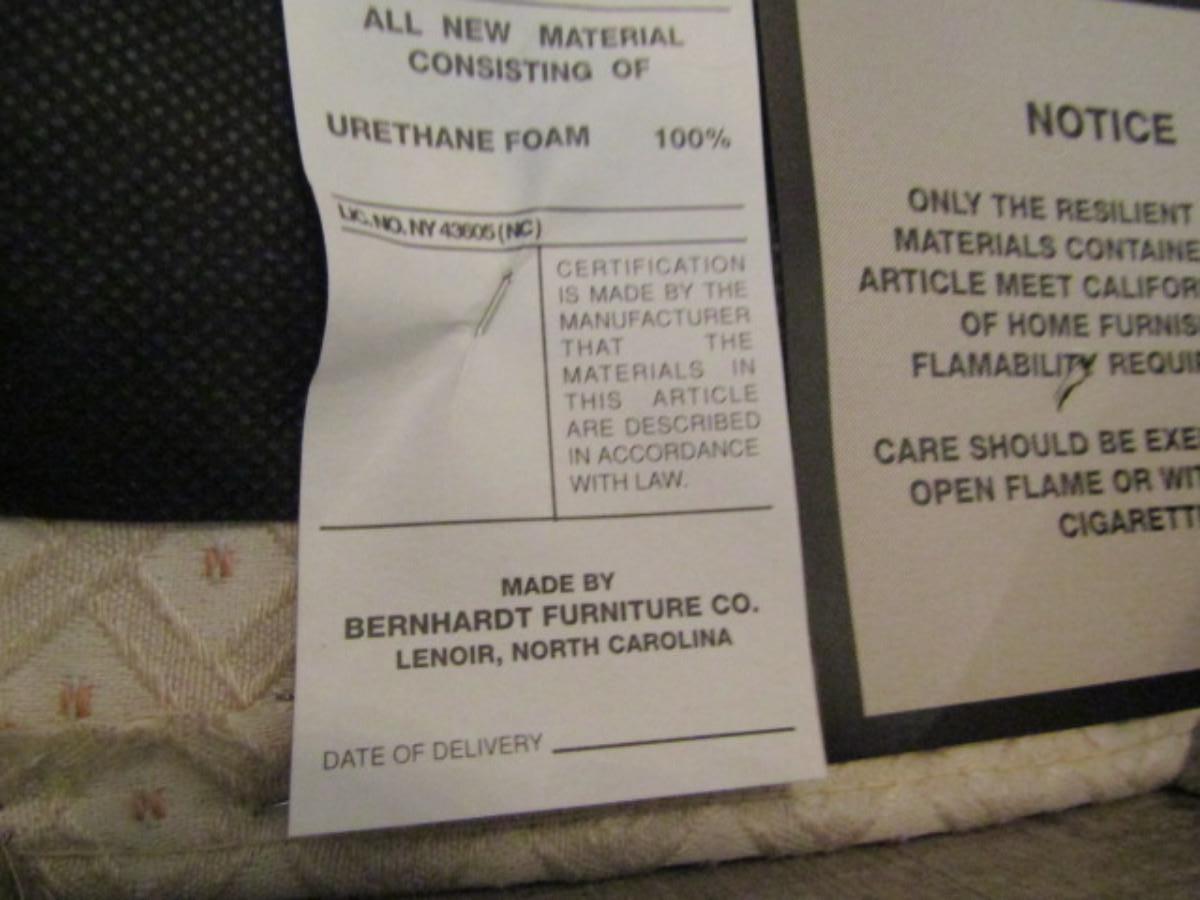 ALL NEW MATERIAL
CONSISTING OF
URETHANE FOAM 100%
LIC. NO. NY 43605 (NC)
CERTIFICATION
IS MADE BY THE
MANUFACTURER
THAT THE
MATERIALS IN
THIS ARTICLE
ARE DESCRIBED
IN ACCORDANCE
WITH LAW.
MADE BY
BERNHARDT FURNITURE CO.
LENOIR, NORTH CAROLINA
DATE OF DELIVERY
NOTICE
ONLY THE RESILIENT
MATERIALS CONTAINE
ARTICLE MEET CALIFOR
OF HOME FURNIS
FLAMABILITY REQUIR
CARE SHOULD BE EXE
OPEN FLAME OR WIT
CIGARETT